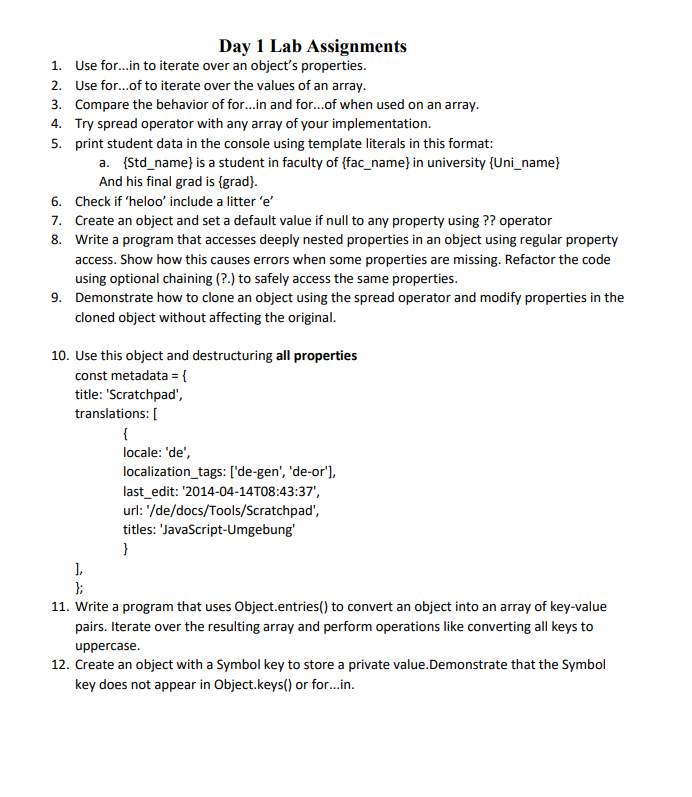 Day 1 Lab Assignments
1. Use for...in to iterate over an object's properties.
2. Use for...of to iterate over the values of an array.
3. Compare the behavior of for...in and for...of when used on an array.
4. Try spread operator with any array of your implementation.
5. print student data in the console using template literals in this format:
a. {Std_name} is a student in faculty of {fac_name} in university {Uni_name}
And his final grad is {grad}.
6. Check if ‘heloo’ include a litter ‘e’
7. Create an object and set a default value if null to any property using ?? operator
8. Write a program that accesses deeply nested properties in an object using regular property
access. Show how this causes errors when some properties are missing. Refactor the code
using optional chaining (?.) to safely access the same properties.
9. Demonstrate how to clone an object using the spread operator and modify properties in the
cloned object without affecting the original.
10. Use this object and destructuring all properties
const metadata = {
title: 'Scratchpad',
translations: [
{
locale: 'de',
localization_tags: ['de-gen', 'de-or'],
last_edit: '2014-04-14T08:43:37',
url: '/de/docs/Tools/Scratchpad',
titles: 'JavaScript-Umgebung'
}
],
};
11. Write a program that uses Object.entries() to convert an object into an array of key-value
pairs. Iterate over the resulting array and perform operations like converting all keys to
uppercase.
12. Create an object with a Symbol key to store a private value.Demonstrate that the Symbol
key does not appear in Object.keys() or for...in.